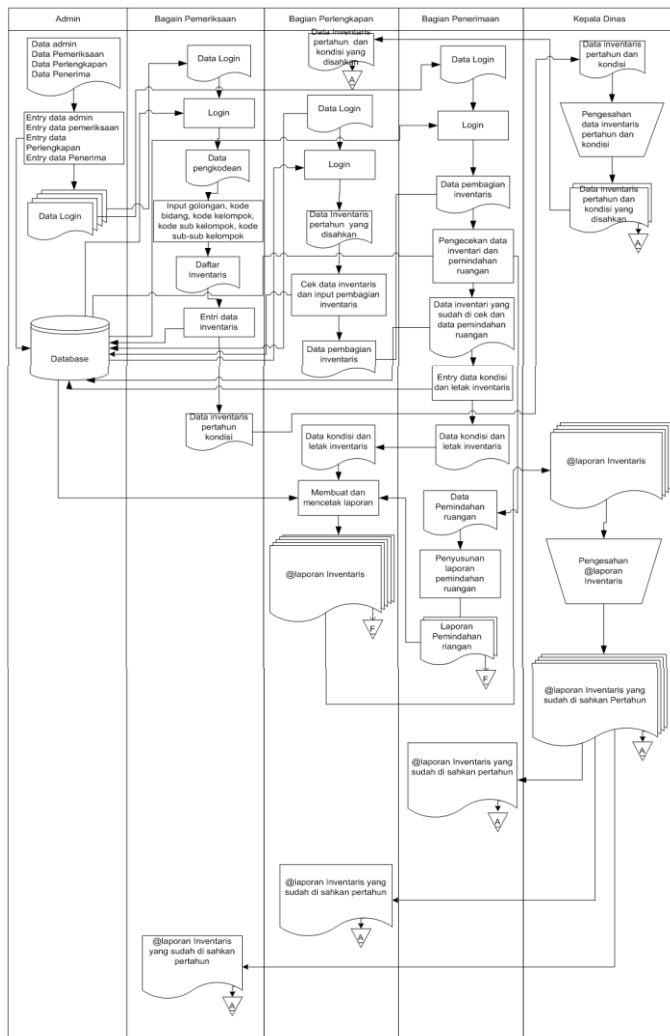 Admin
Bagain Pemeriksaan
Bagian Perlengkapan
Bagian Penerimaan
Kepala Dinas
Data admin
Data Pemeriksaan
Data Perlengkapan
Data Penerima
Entry data admin
Entry data pemeriksaan
Entry data
Perlengkapan
Entry data Penerima
Data Login
Database
Data Login
Login
Data
pengkodean
Input golongan, kode
bidang, kode kelompok,
kode sub kelompok, kode
sub-sub kelompok
Daftar
Inventaris
Entri data
inventaris
Data inventaris
pertahun
kondisi
@laporan Inventaris
yang sudah di sahkan
pertahun
A
Data Inventaris
pertahun dan
kondisi yang
disahkan
A
Data Login
Login
Data Inventaris
pertahun yang
disahkan
Cek data inventaris
dan input pembagian
inventaris
Data pembagian
inventaris
Data kondisi dan
letak inventaris
Membuat dan
mencetak laporan
@laporan Inventaris
F
@laporan Inventaris yang
sudah di sahkan pertahun
A
Data Login
Login
Data pembagian
inventaris
Pengecekan data
inventari dan
pemindahan
ruangan
Data inventari yang
sudah di cek dan
data pemindahan
ruangan
Entry data kondisi
dan letak inventaris
Data kondisi dan
letak inventaris
Data
Pemindahan
ruangan
Penyusunan
laporan
pemindahan
ruangan
Laporan
Pemindahan
riangan
F
@laporan Inventaris yang
sudah di sahkan pertahun
A
Data inventaris
pertahun dan
kondisi
Pengesahan
data inventaris
pertahun dan
kondisi
Data Inventaris
pertahun dan
kondisi yang
disahkan
A
@laporan Inventaris
Pengesahan
@laporan
Inventaris
@laporan Inventaris yang
sudah di sahkan Pertahun
A